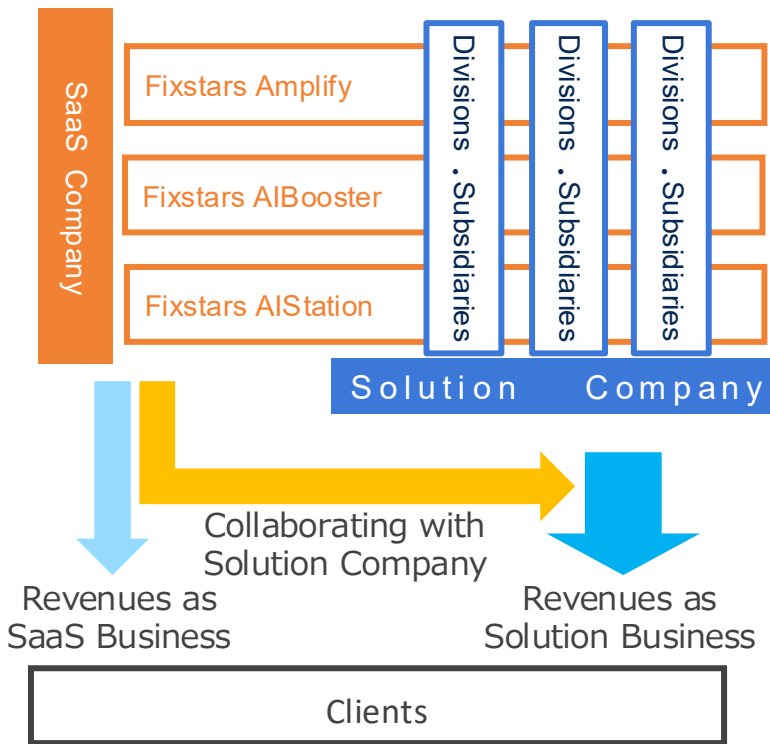 SaaS Company
Fixstars Amplify
Fixstars AIBooster
Fixstars AIStation
Divisions .Subsidiaries
Divisions .Subsidiaries
Divisions .Subsidiaries
Solution Company
Collaborating with
Solution Company
Revenues as
SaaS Business
Revenues as
Solution Business
Clients